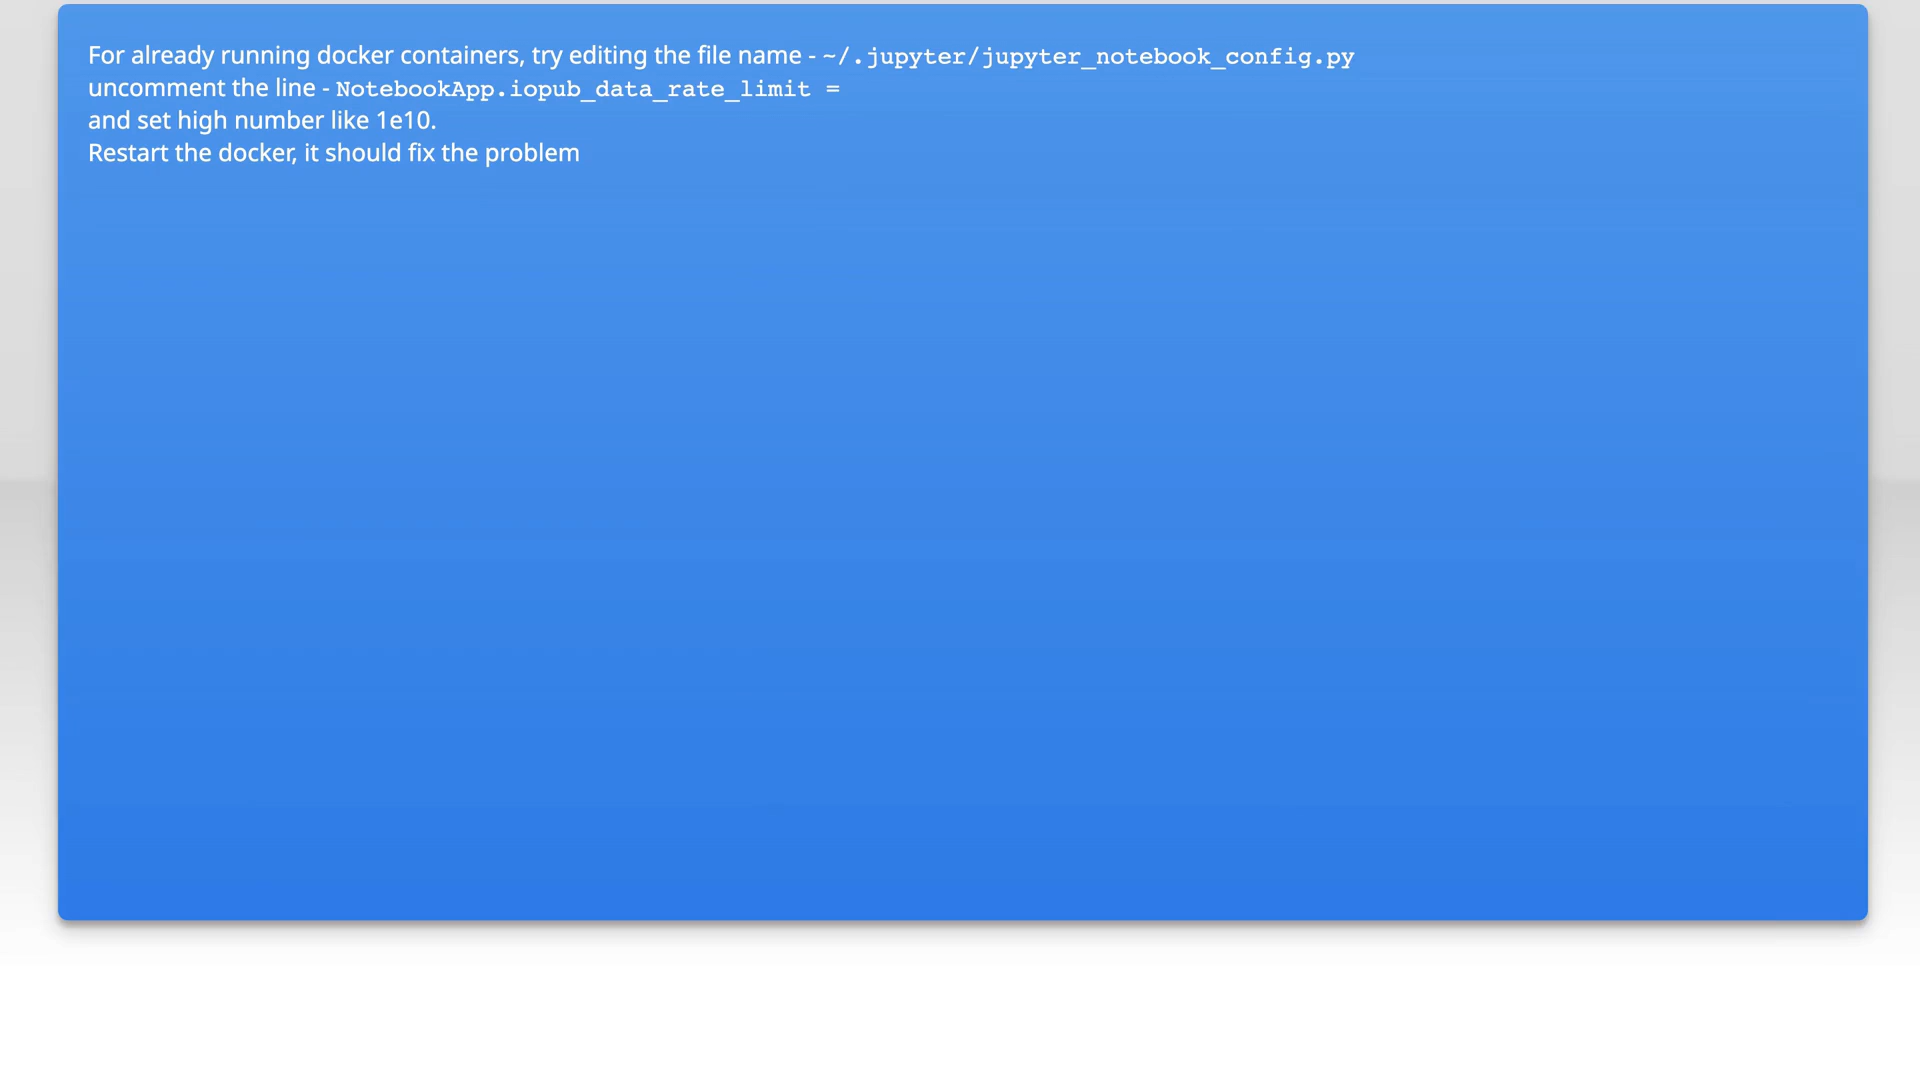 For already running docker containers, try editing the file name - ~/.jupyter/jupyter_notebook_config.py
uncomment the line - NotebookApp.iopub_data_rate_limit =
and set high number like 1e10.
Restart the docker, it should fix the problem